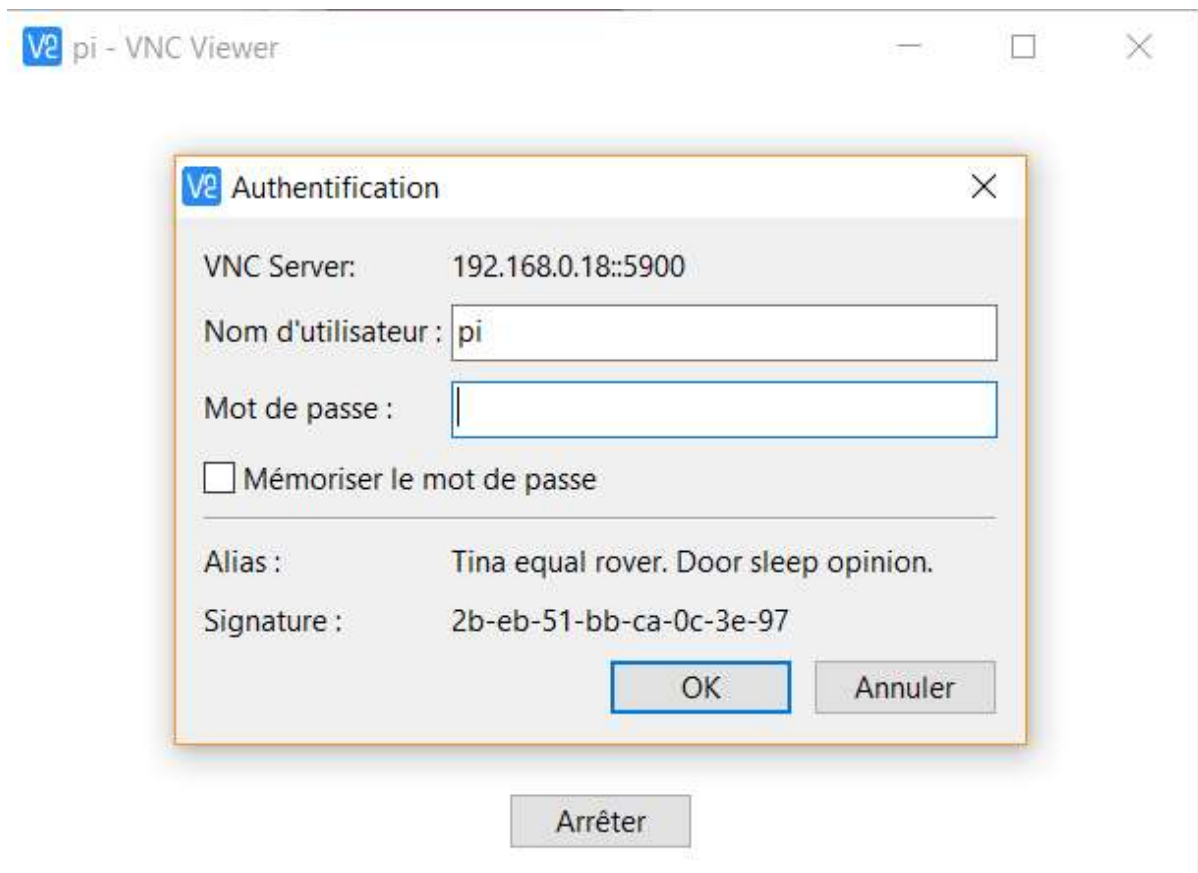 V2 pi - VNC Viewer
V2 Authentification
VNC Server: 192.168.0.18::5900
Nom d'utilisateur : pi
Mot de passe :
Mémoriser le mot de passe
Alias : Tina equal rover. Door sleep opinion.
Signature : 2b-eb-51-bb-ca-0c-3e-97
OK Annuler
Arrêter